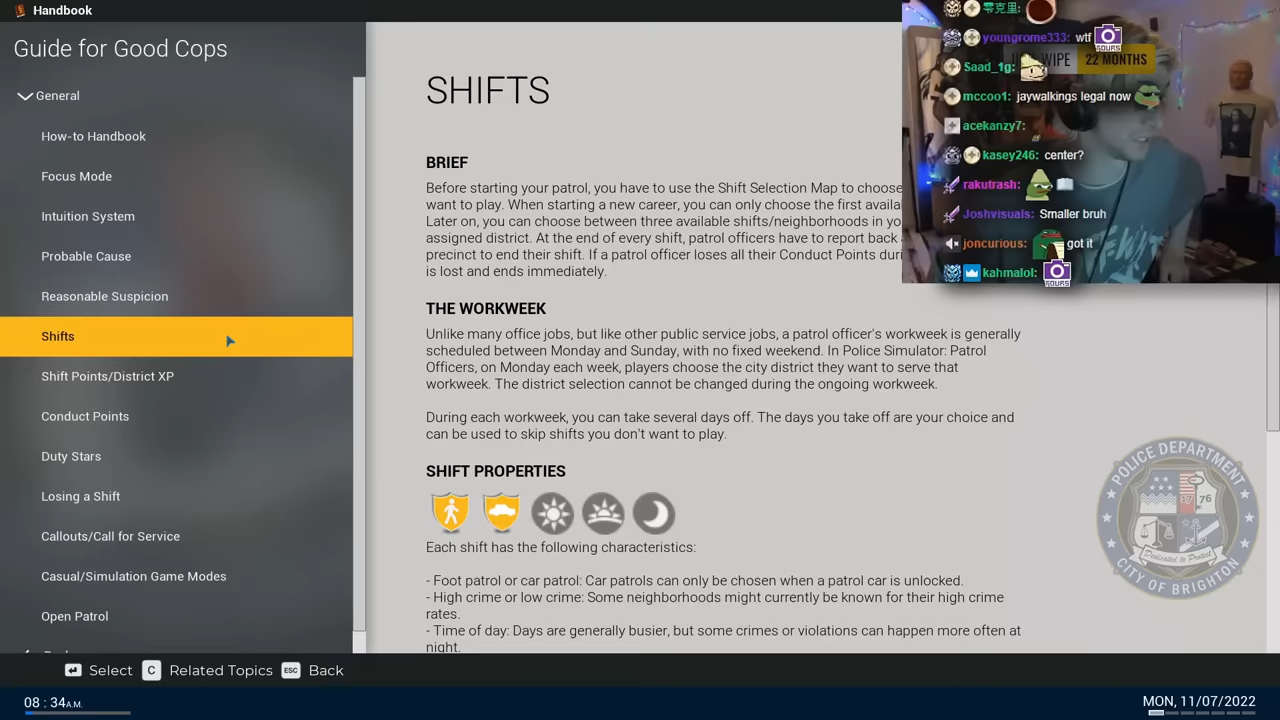 Handbook
Guide for Good Cops
General
How-to Handbook
Focus Mode
Intuition System
Probable Cause
Reasonable Suspicion
Shifts
Shift Points/District XP
Conduct Points
Duty Stars
Losing a Shift
Callouts/Call for Service
Casual/Simulation Game Modes
Open Patrol
SHIFTS
BRIEF
Before starting your patrol, you have to use the Shift Selection Map to choose
want to play. When starting a new career, you can only choose the first
Later on, you can choose between three available shifts/neighborhoods in
assigned district. At the end of every shift, patrol officers have to report back
precinct to end their shift. If a patrol officer loses all their Conduct Points
is lost and ends immediately.
THE WORKWEEK
Unlike many office jobs, but like other public service jobs, a patrol officer's workweek is generally
scheduled between Monday and Sunday, with no fixed weekend. In Police Simulator: Patrol
Officers, on Monday each week, players choose the city district they want to serve that
workweek. The district selection cannot be changed during the ongoing workweek.
During each workweek, you can take several days off. The days you take off are your choice and
can be used to skip shifts you don't want to play.
SHIFT PROPERTIES
Each shift has the following characteristics:
- Foot patrol or car patrol: Car patrols can only be chosen when a patrol car is unlocked.
- High crime or low crime: Some neighborhoods might currently be known for their high crime
rates.
- Time of day: Days are generally busier, but some crimes or violations can happen more often at
night.
零克里:
youngrome333: wtf
OURS
WIPE 22 MONTHS
Saad_1g:
mccoo1: jaywalkings legal now
acekanzy7:
kasey246: center?
rakutrash:
Joshvisuals: Smaller bruh
joncurious: got it
kahmalol:
OURS
POLICE DEPARTMENT
1776
Dedicated to Protect
CITY OF BRIGHTON
Select C Related Topics ESC Back
08 : 34 A.M.
MON, 11/07/2022